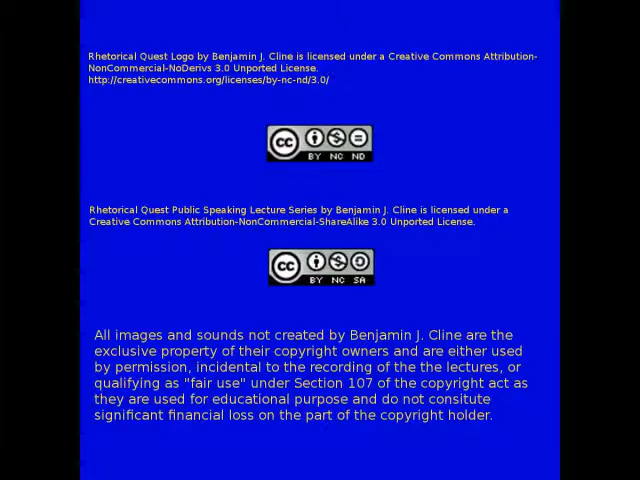 Rhetorical Quest Logo by Benjamin J. Cline is licensed under a Creative Commons Attribution-
NonCommercial-NoDerivs 3.0 Unported License.
http://creativecommons.org/licenses/by-nc-nd/3.0/
cc
BY NC ND
Rhetorical Quest Public Speaking Lecture Series by Benjamin J. Cline is licensed under a
Creative Commons Attribution-NonCommercial-ShareAlike 3.0 Unported License.
cc
BY NC SA
All images and sounds not created by Benjamin J. Cline are the
exclusive property of their copyright owners and are either used
by permission, incidental to the recording of the the lectures, or
qualifying as "fair use" under Section 107 of the copyright act as
they are used for educational purpose and do not consitute
significant financial loss on the part of the copyright holder.